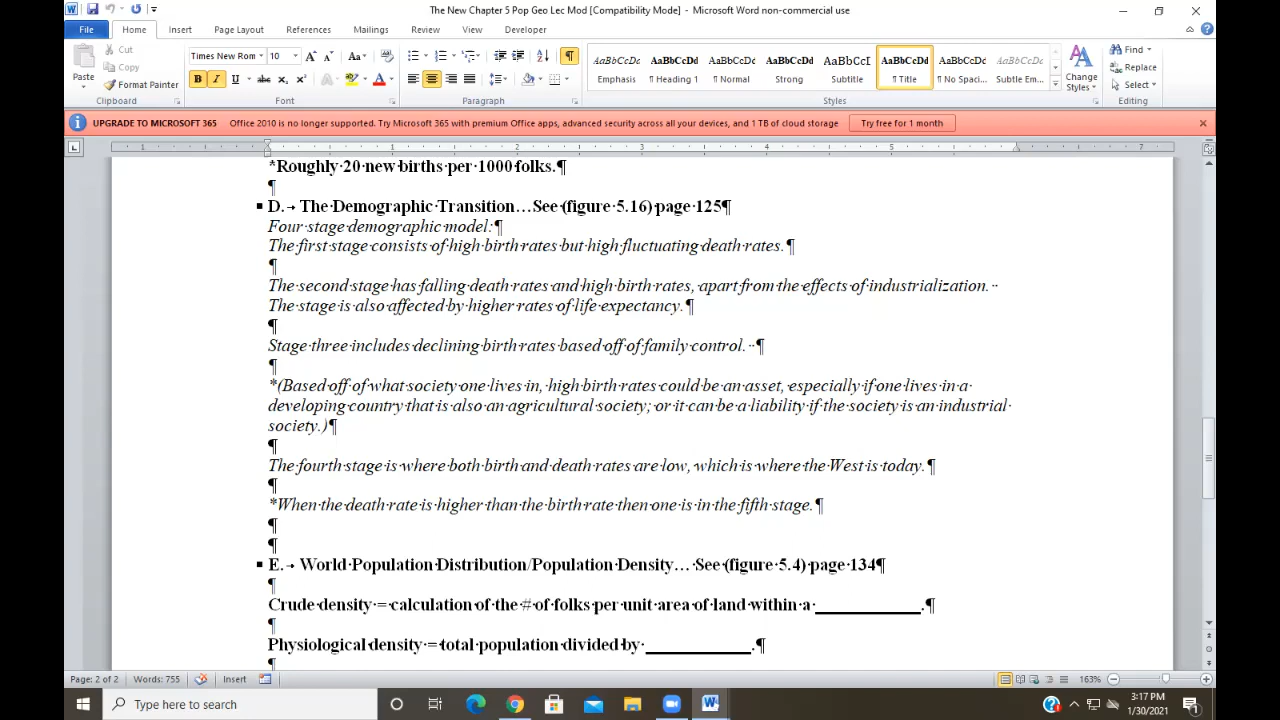 The New Chapter 5 Pop Geo Lec Mod [Compatibility Mode] - Microsoft Word non-commercial use
File Home Insert Page Layout References Mailings Review View Developer
Cut
Copy
Format Painter
Paste
Times New Rom 10
B I U abc x₂ x²
AaBbCcDc AaBbCcDd AaBbCcDd AaBbCcDd AaBbCcI AaBbCcDd AaBbCcDd AaBbCcDd
Emphasis ¶ Heading 1 ¶ Normal Strong Subtitle ¶ Title ¶ No Spaci... Subtle Em...
Change Styles
Find
Replace
Select
Clipboard Font Paragraph Styles Editing
UPGRADE TO MICROSOFT 365 Office 2010 is no longer supported. Try Microsoft 365 with premium Office apps, advanced security across all your devices, and 1 TB of cloud storage Try free for 1 month
1 1 2 3 4 5 6 7
*Roughly·20·new·births·per·1000·folks.¶
¶
D.→ The·Demographic·Transition…See·(figure·5.16)·page·125¶
Four·stage·demographic·model:¶
The·first·stage·consists·of·high·birth·rates·but·high·fluctuating·death·rates.¶
¶
The·second·stage·has·falling·death·rates·and·high·birth·rates,·apart·from·the·effects·of·industrialization.··
The·stage·is·also·affected·by·higher·rates·of·life·expectancy.¶
¶
Stage·three·includes·declining·birth·rates·based·off·of·family·control.··¶
¶
*(Based·off·of·what·society·one·lives·in,·high·birth·rates·could·be·an·asset,·especially·if·one·lives·in·a·
developing·country·that·is·also·an·agricultural·society;·or·it·can·be·a·liability·if·the·society·is·an·industrial·
society.)¶
¶
The·fourth·stage·is·where·both·birth·and·death·rates·are·low,·which·is·where·the·West·is·today.¶
¶
*When·the·death·rate·is·higher·than·the·birth·rate·then·one·is·in·the·fifth·stage.¶
¶
¶
E.→ World·Population·Distribution/Population·Density…·See·(figure·5.4)·page·134¶
¶
Crude·density·=·calculation·of·the·#·of·folks·per·unit·area·of·land·within·a·____________.¶
¶
Physiological·density·=·total·population·divided·by·____________.¶
¶
Page: 2 of 2 Words: 755 Insert 163%
Type here to search
3:17 PM
1/30/2021